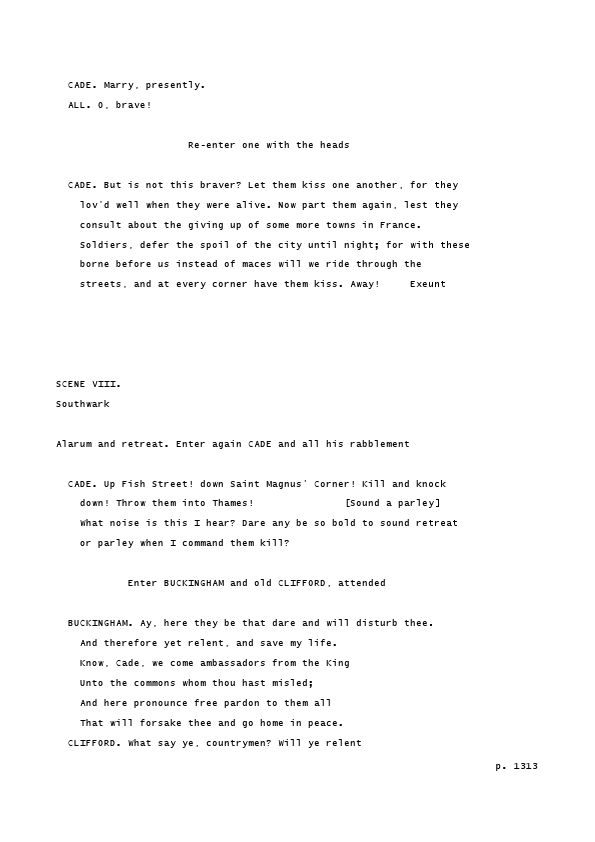 CADE. Marry, presently.
ALL. O, brave!
Re-enter one with the heads
CADE. But is not this braver? Let them kiss one another, for they
lov'd well when they were alive. Now part them again, lest they
consult about the giving up of some more towns in France.
Soldiers, defer the spoil of the city until night; for with these
borne before us instead of maces will we ride through the
streets, and at every corner have them kiss. Away! Exeunt
SCENE VIII.
Southwark
Alarum and retreat. Enter again CADE and all his rabblement
CADE. Up Fish Street! down Saint Magnus' Corner! Kill and knock
down! Throw them into Thames! [Sound a parley]
What noise is this I hear? Dare any be so bold to sound retreat
or parley when I command them kill?
Enter BUCKINGHAM and old CLIFFORD, attended
BUCKINGHAM. Ay, here they be that dare and will disturb thee.
And therefore yet relent, and save my life.
Know, Cade, we come ambassadors from the King
Unto the commons whom thou hast misled;
And here pronounce free pardon to them all
That will forsake thee and go home in peace.
CLIFFORD. What say ye, countrymen? Will ye relent
p. 1313